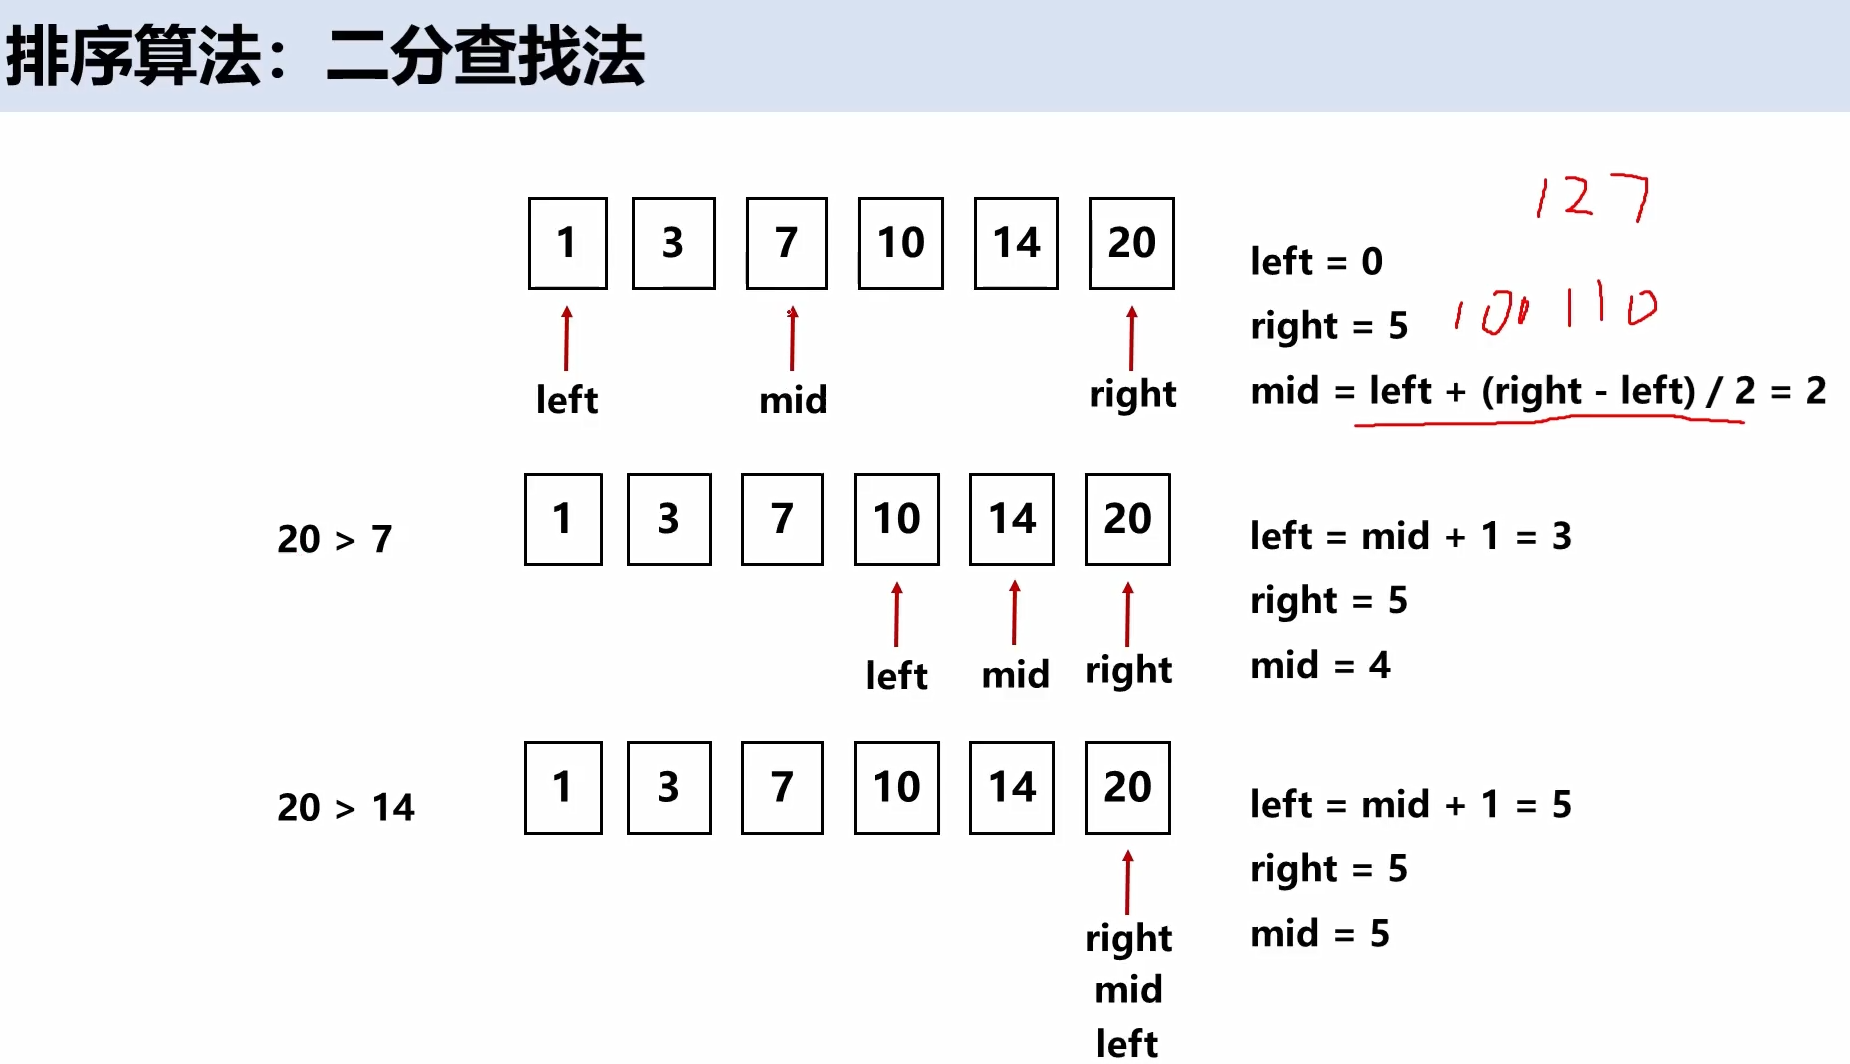 排序算法：二分查找法
127
1 3 7 10 14 20
left = 0
right = 5
100 110
left mid right
mid = left + (right - left) / 2 = 2
20 > 7
1 3 7 10 14 20
left = mid + 1 = 3
right = 5
left mid right
mid = 4
20 > 14
1 3 7 10 14 20
left = mid + 1 = 5
right = 5
right
mid = 5
mid
left